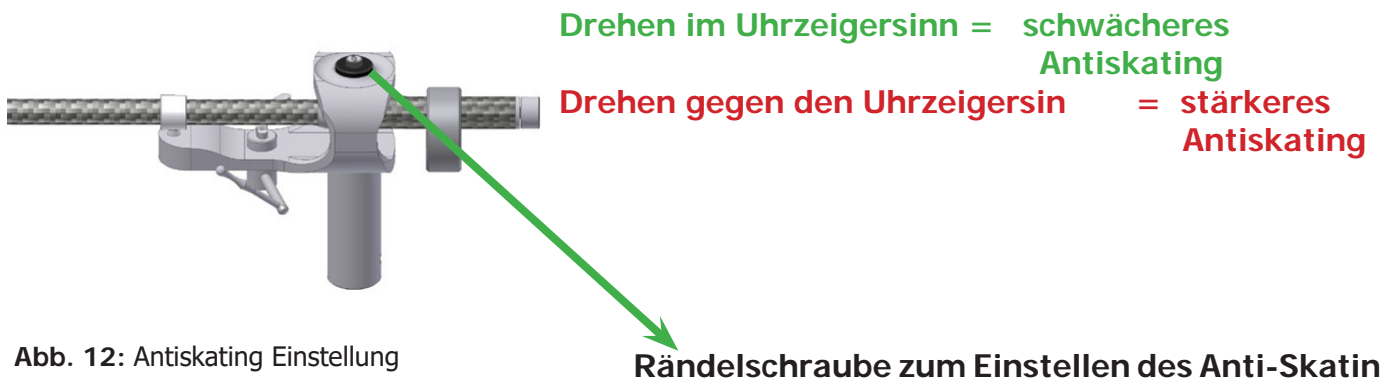 Drehen im Uhrzeigersinn = schwächeres
Antiskating
Drehen gegen den Uhrzeigersin = stärkeres
Antiskating
Abb. 12: Antiskating Einstellung
Rändelschraube zum Einstellen des Anti-Skatin